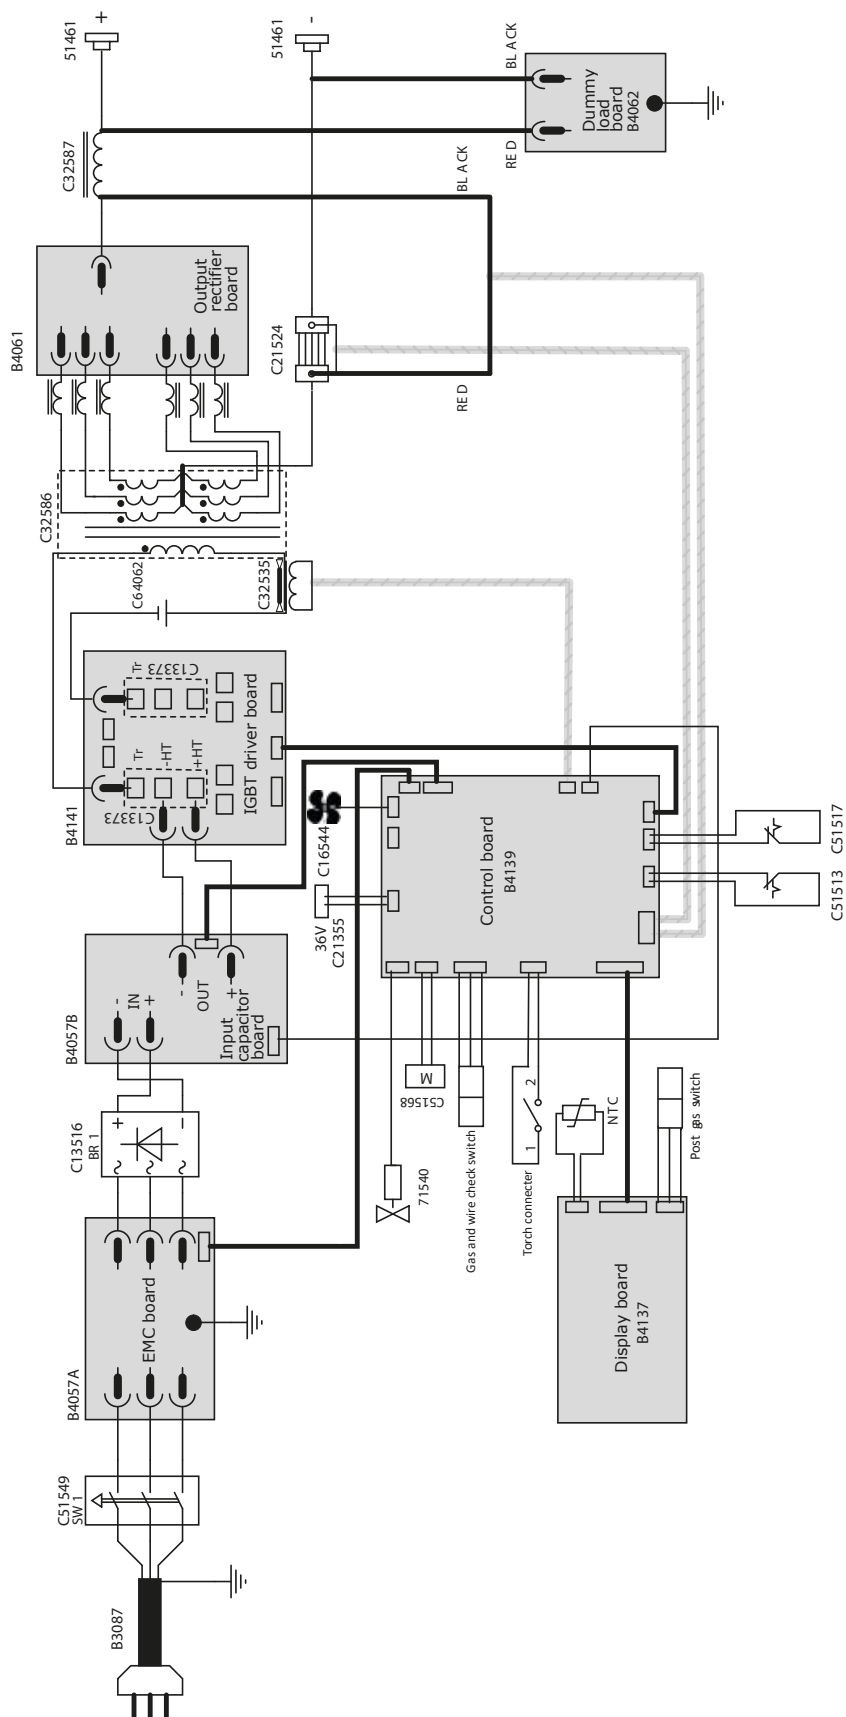 51461
+
51461
-
BLACK
Dummy
load
board
B4062
RED
C32587
BLACK
Output
rectifier
board
B4061
C21524
RED
C32586
C64062
C32535
Tr
C13373
Tr
-HT
+HT
C13373
IGBT driver board
B4141
C16544
36V
C21355
Control board
B4139
C51517
C51513
B4057B
-
IN
+
-
OUT
+
Input
capacitor
board
C13516
BR 1
+
-
M
C51568
71540
Gas and wire check switch
1
2
Torch connecter
NTC
Post gas switch
EMC board
B4057A
Display board
B4137
C51549
SW 1
B3087